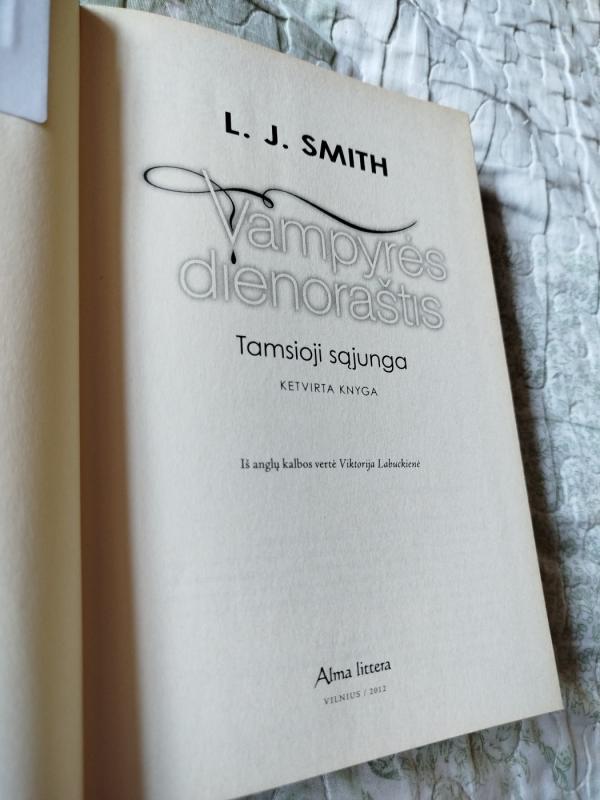 L. J. SMITH
Vampyrės
dienoraštis
Tamsioji sąjunga
KETVIRTA KNYGA
Iš anglų kalbos vertė Viktorija Labuckienė
Alma littera
VILNIUS / 2012